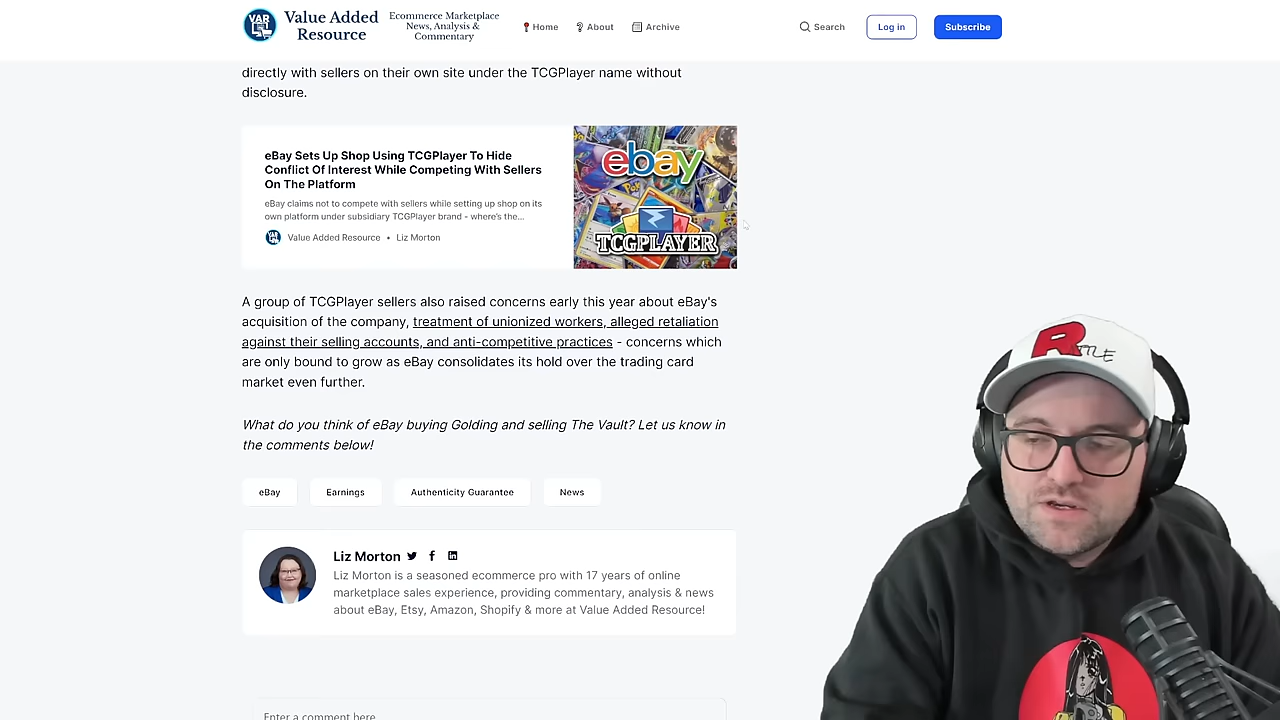 VAR
Value Added
Resource
Ecommerce Marketplace
News, Analysis &
Commentary
Home
About
Archive
Search
Log in
Subscribe
directly with sellers on their own site under the TCGPlayer name without
disclosure.
eBay Sets Up Shop Using TCGPlayer To Hide
Conflict Of Interest While Competing With Sellers
On The Platform
eBay claims not to compete with sellers while setting up shop on its
own platform under subsidiary TCGPlayer brand - where's the...
Value Added Resource • Liz Morton
ebay
TCGPLAYER
A group of TCGPlayer sellers also raised concerns early this year about eBay's
acquisition of the company, treatment of unionized workers, alleged retaliation
against their selling accounts, and anti-competitive practices - concerns which
are only bound to grow as eBay consolidates its hold over the trading card
market even further.
What do you think of eBay buying Golding and selling The Vault? Let us know in
the comments below!
eBay
Earnings
Authenticity Guarantee
News
Liz Morton
Liz Morton is a seasoned ecommerce pro with 17 years of online
marketplace sales experience, providing commentary, analysis & news
about eBay, Etsy, Amazon, Shopify & more at Value Added Resource!
Enter a comment here
R